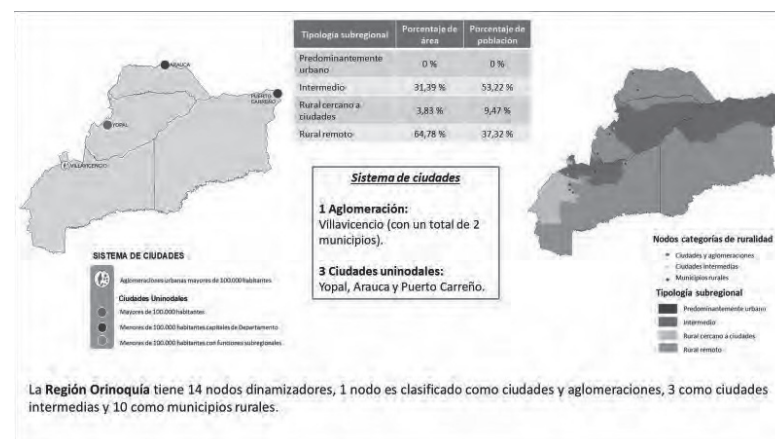 Tipología subregional Porcentaje de área Porcentaje de población
Predominantemente urbano 0 % 0 %
Intermedio 31,39 % 53,22 %
Rural cercano a ciudades 3,83 % 9,47 %
Rural remoto 64,78 % 37,32 %
ARAUCA
PUERTO CARREÑO
YOPAL
VILLAVICENCIO
SISTEMA DE CIUDADES
Aglomeraciones urbanas mayores de 100.000 habitantes
Ciudades Uninodales
Mayores de 100.000 habitantes
Menores de 100.000 habitantes capitales de Departamento
Menores de 100.000 habitantes con funciones subregionales
Sistema de ciudades
1 Aglomeración:
Villavicencio (con un total de 2
municipios).
3 Ciudades uninodales:
Yopal, Arauca y Puerto Carreño.
Nodos categorías de ruralidad
Ciudades y aglomeraciones
Ciudades intermedias
Municipios rurales
Tipología subregional
Predominantemente urbano
Intermedio
Rural cercano a ciudades
Rural remoto
La Región Orinoquía tiene 14 nodos dinamizadores, 1 nodo es clasificado como ciudades y aglomeraciones, 3 como ciudades
intermedias y 10 como municipios rurales.